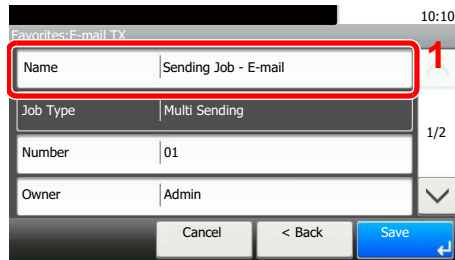 10:10
Favorites:E-mail TX
1
Name Sending Job - E-mail
Job Type Multi Sending
1/2
Number 01
Owner Admin
Cancel < Back Save